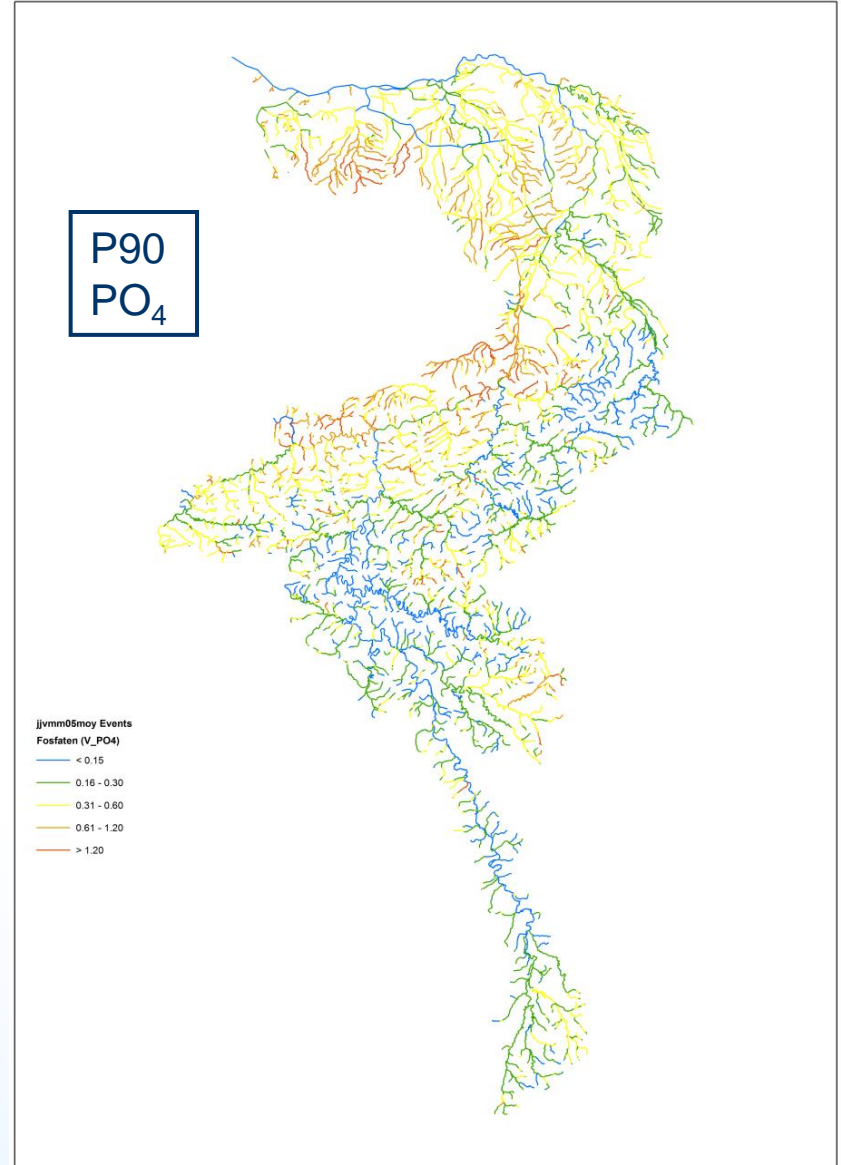 P90
PO₄
jjvmm05moy Events
Fosfaten (V_PO4)
< 0.15
0.16 - 0.30
0.31 - 0.60
0.61 - 1.20
> 1.20